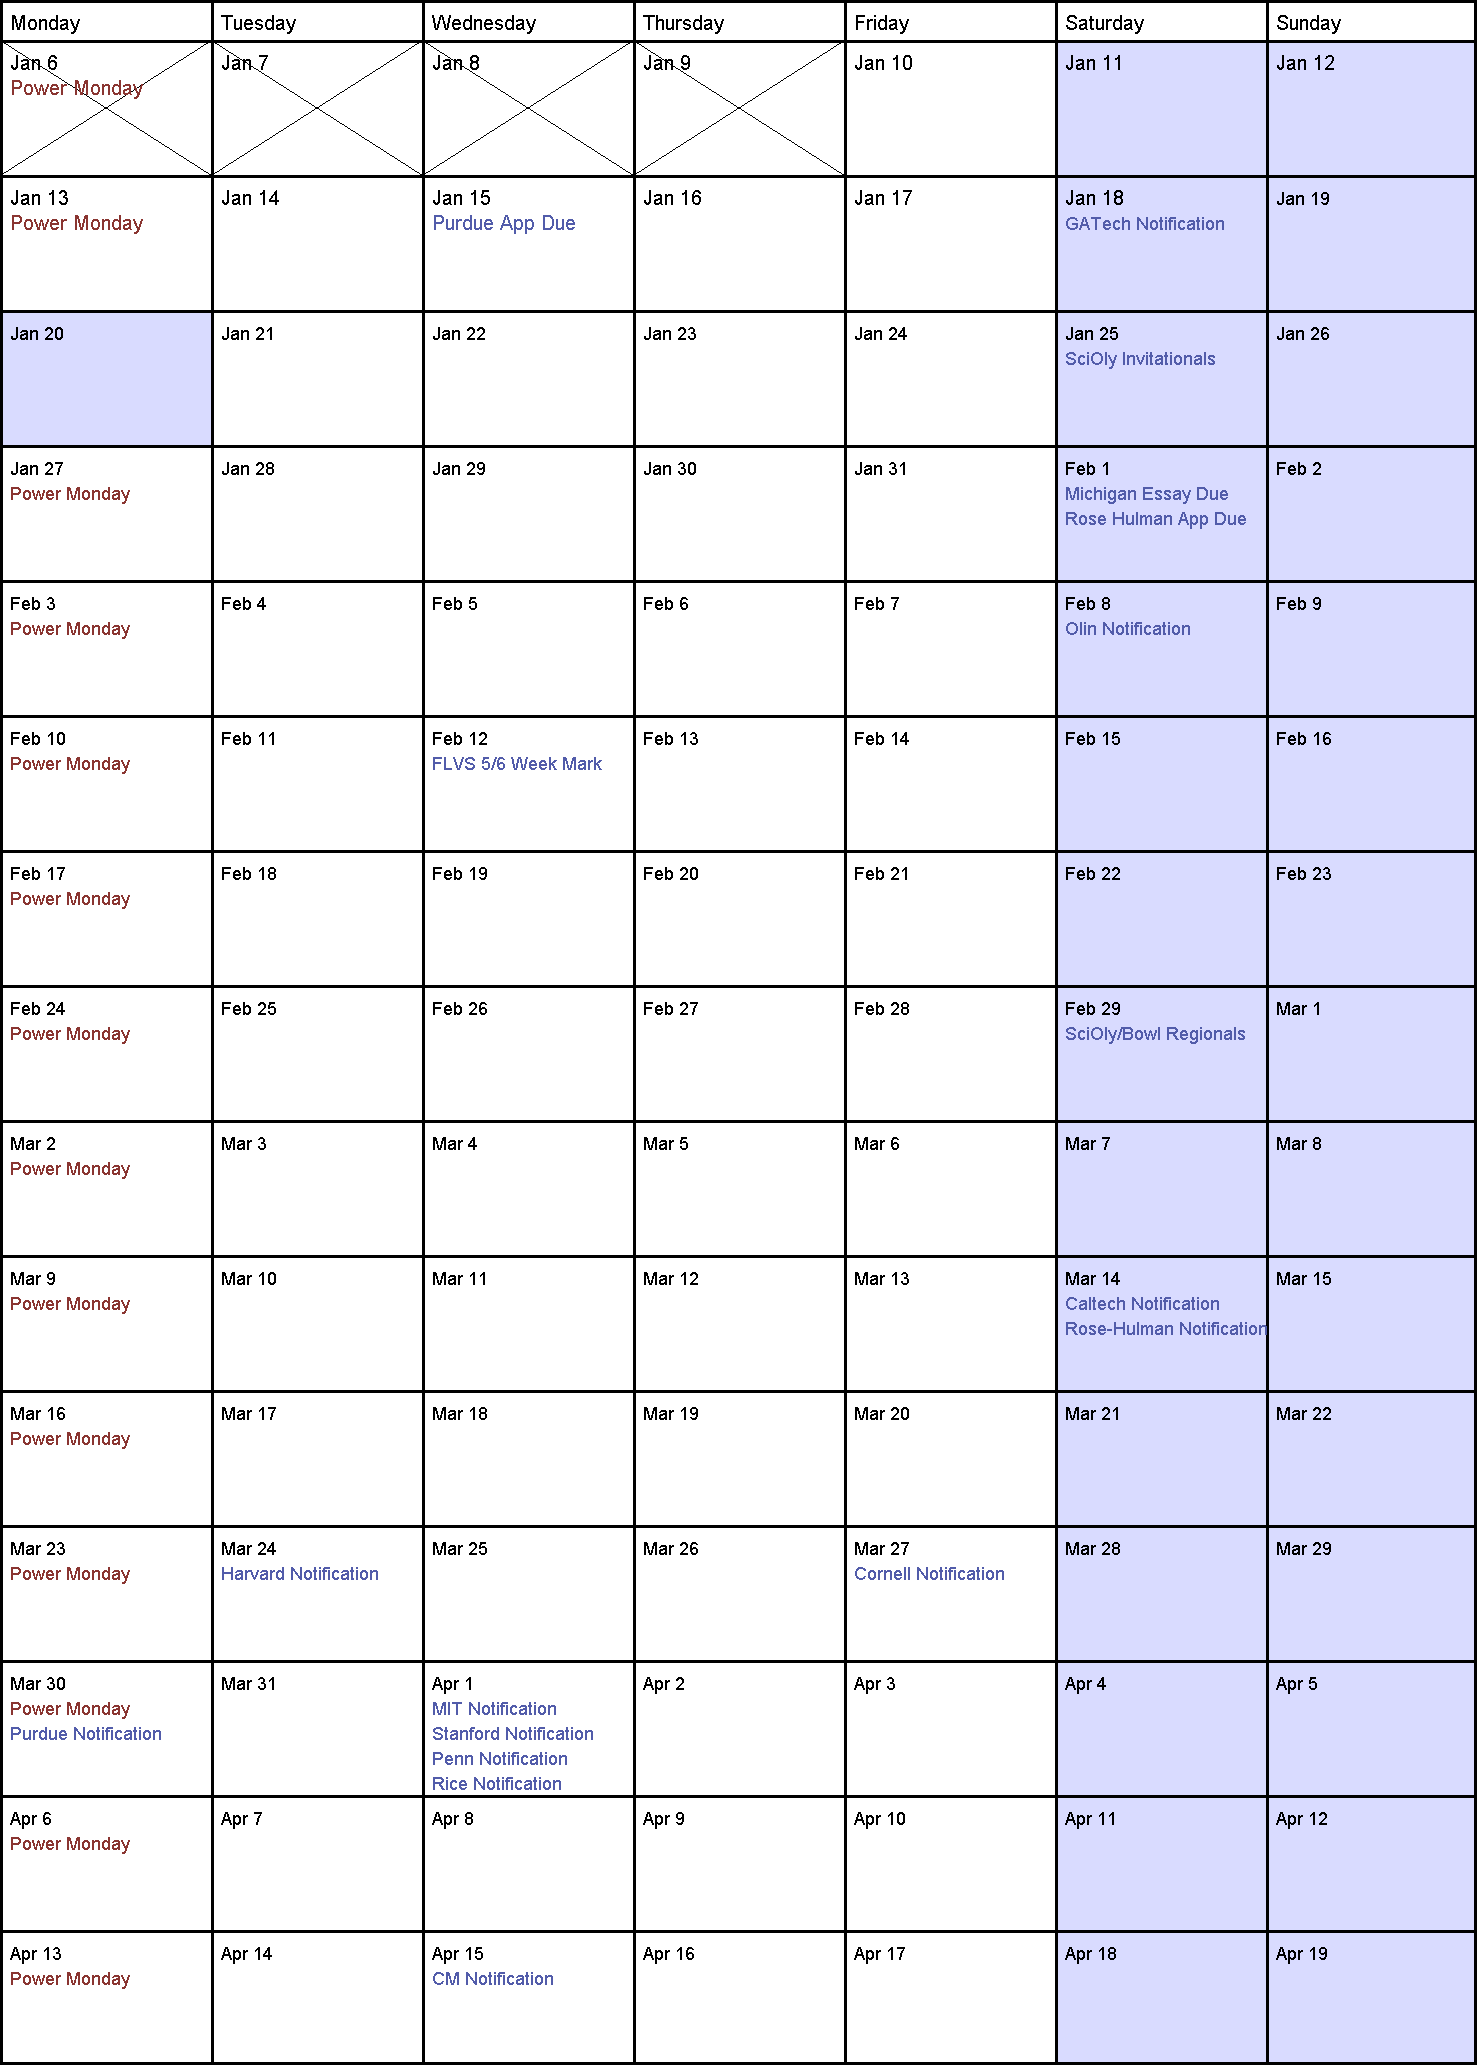 Monday Tuesday Wednesday Thursday Friday Saturday Sunday
Jan 6 Jan 7 Jan 8 Jan 9 Jan 10 Jan 11 Jan 12
Power Monday
Jan 13 Jan 14 Jan 15 Jan 16 Jan 17 Jan 18 Jan 19
Power Monday Purdue App Due GATech Notification
Jan 20 Jan 21 Jan 22 Jan 23 Jan 24 Jan 25 Jan 26
SciOly Invitationals
Jan 27 Jan 28 Jan 29 Jan 30 Jan 31 Feb 1 Feb 2
Power Monday Michigan Essay Due
Rose Hulman App Due
Feb 3 Feb 4 Feb 5 Feb 6 Feb 7 Feb 8 Feb 9
Power Monday Olin Notification
Feb 10 Feb 11 Feb 12 Feb 13 Feb 14 Feb 15 Feb 16
Power Monday FLVS 5/6 Week Mark
Feb 17 Feb 18 Feb 19 Feb 20 Feb 21 Feb 22 Feb 23
Power Monday
Feb 24 Feb 25 Feb 26 Feb 27 Feb 28 Feb 29 Mar 1
Power Monday SciOly/Bowl Regionals
Mar 2 Mar 3 Mar 4 Mar 5 Mar 6 Mar 7 Mar 8
Power Monday
Mar 9 Mar 10 Mar 11 Mar 12 Mar 13 Mar 14 Mar 15
Power Monday Caltech Notification
Rose-Hulman Notification
Mar 16 Mar 17 Mar 18 Mar 19 Mar 20 Mar 21 Mar 22
Power Monday
Mar 23 Mar 24 Mar 25 Mar 26 Mar 27 Mar 28 Mar 29
Power Monday Harvard Notification Cornell Notification
Mar 30 Mar 31 Apr 1 Apr 2 Apr 3 Apr 4 Apr 5
Power Monday MIT Notification
Purdue Notification Stanford Notification
Penn Notification
Rice Notification
Apr 6 Apr 7 Apr 8 Apr 9 Apr 10 Apr 11 Apr 12
Power Monday
Apr 13 Apr 14 Apr 15 Apr 16 Apr 17 Apr 18 Apr 19
Power Monday CM Notification